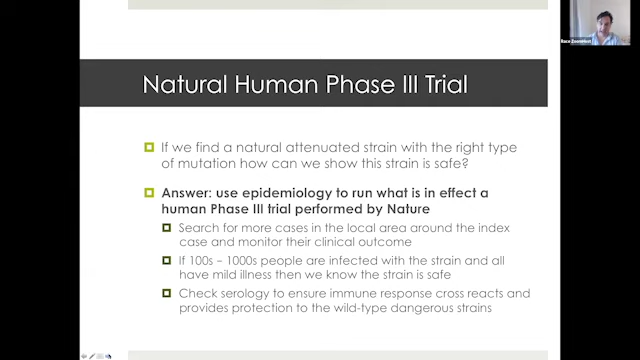 Natural Human Phase III Trial
If we find a natural attenuated strain with the right type
of mutation how can we show this strain is safe?
Answer: use epidemiology to run what is in effect a
human Phase III trial performed by Nature
Search for more cases in the local area around the index
case and monitor their clinical outcome
If 100s – 1000s people are infected with the strain and all
have mild illness then we know the strain is safe
Check serology to ensure immune response cross reacts and
provides protection to the wild-type dangerous strains